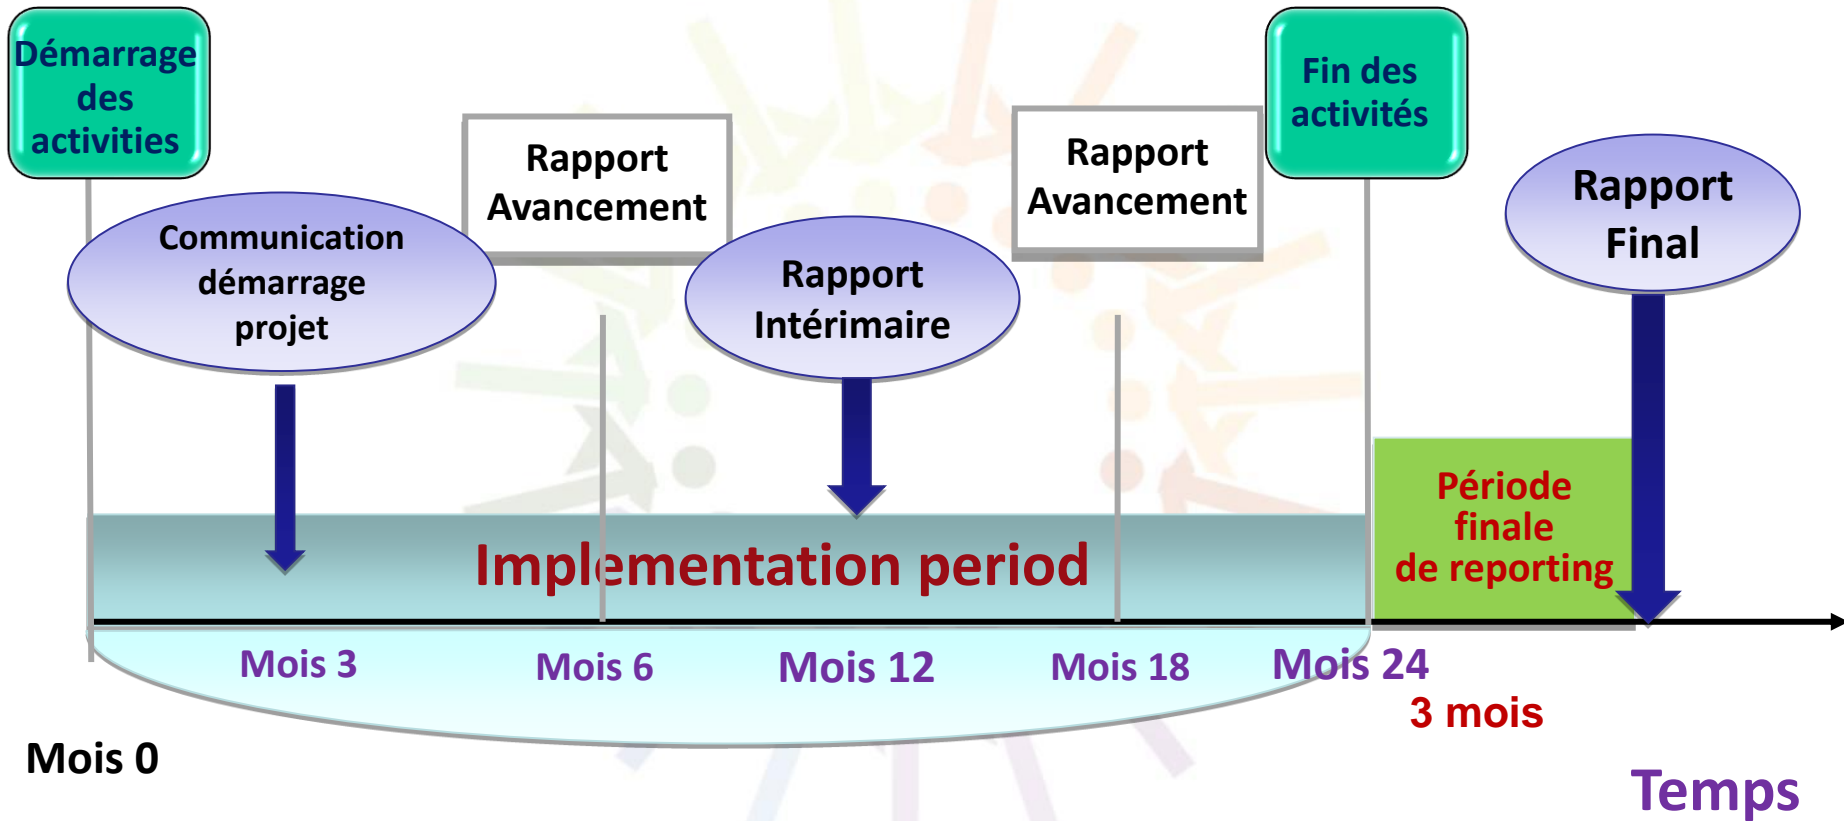 Démarrage
des
activities
Communication
démarrage
projet
Rapport
Avancement
Rapport
Intérimaire
Rapport
Avancement
Fin des
activités
Rapport
Final
Période
finale
de reporting
Implementation period
Mois 3
Mois 6
Mois 12
Mois 18
Mois 24
3 mois
Mois 0
Temps